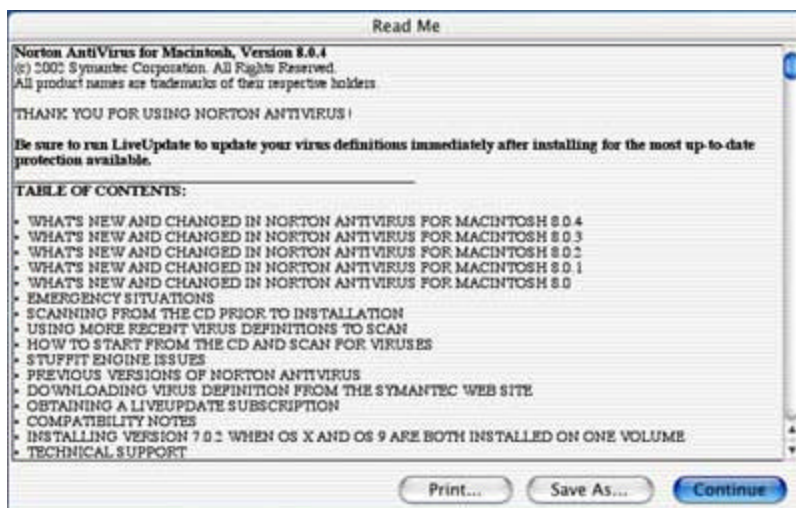 Read Me
Norton AntiVirus for Macintosh, Version 8.0.4
(c) 2002 Symantec Corporation. All Rights Reserved.
All product names are trademarks of their respective holders.
THANK YOU FOR USING NORTON ANTIVIRUS!
Be sure to run LiveUpdate to update your virus definitions immediately after installing for the most up-to-date
protection available.
TABLE OF CONTENTS:
• WHAT'S NEW AND CHANGED IN NORTON ANTIVIRUS FOR MACINTOSH 8.0.4
• WHAT'S NEW AND CHANGED IN NORTON ANTIVIRUS FOR MACINTOSH 8.0.3
• WHAT'S NEW AND CHANGED IN NORTON ANTIVIRUS FOR MACINTOSH 8.0.2
• WHAT'S NEW AND CHANGED IN NORTON ANTIVIRUS FOR MACINTOSH 8.0.1
• WHAT'S NEW AND CHANGED IN NORTON ANTIVIRUS FOR MACINTOSH 8.0
• EMERGENCY SITUATIONS
• SCANNING FROM THE CD PRIOR TO INSTALLATION
• USING MORE RECENT VIRUS DEFINITIONS TO SCAN
• HOW TO START FROM THE CD AND SCAN FOR VIRUSES
• STUFFIT ENGINE ISSUES
• PREVIOUS VERSIONS OF NORTON ANTIVIRUS
• DOWNLOADING VIRUS DEFINITION FROM THE SYMANTEC WEB SITE
• OBTAINING A LIVEUPDATE SUBSCRIPTION
• COMPATIBILITY NOTES
• INSTALLING VERSION 7.0.2 WHEN OS X AND OS 9 ARE BOTH INSTALLED ON ONE VOLUME
• TECHNICAL SUPPORT
Print... Save As... Continue